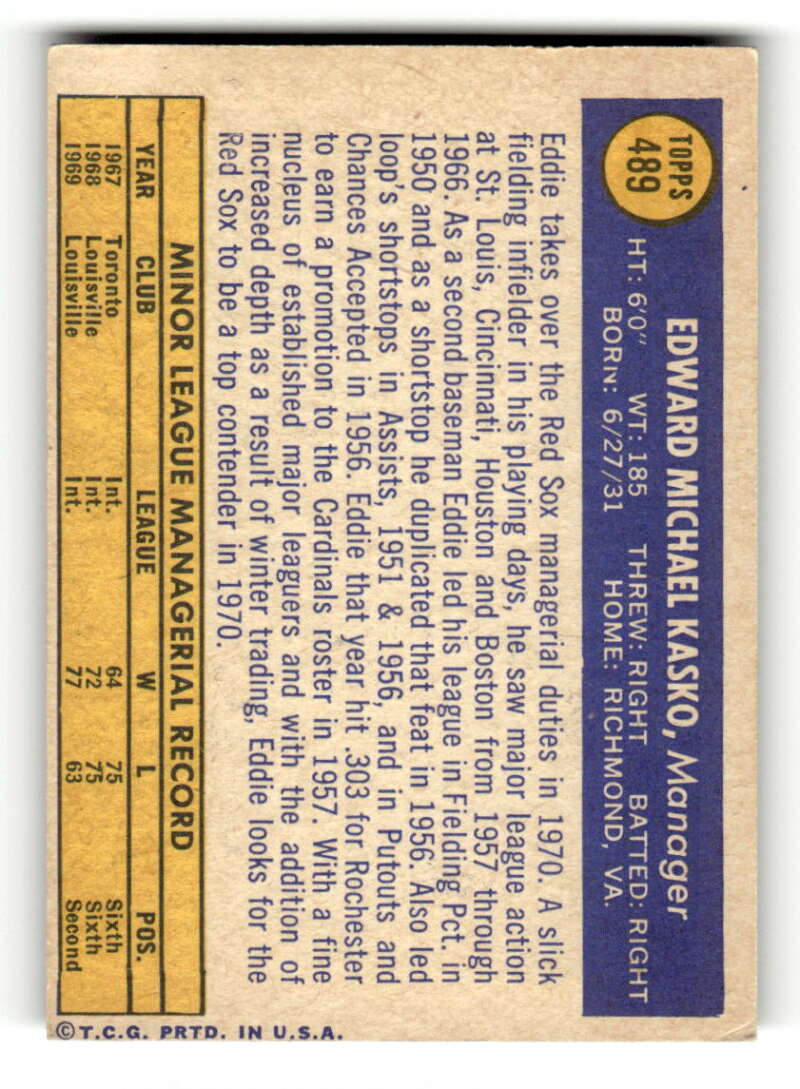 TOPPS
489
EDWARD MICHAEL KASKO, Manager
HT: 6'0" WT: 185 THREW: RIGHT BATTED: RIGHT
BORN: 6/27/31 HOME: RICHMOND, VA.
Eddie takes over the Red Sox managerial duties in 1970. A slick
fielding infielder in his playing days, he saw major league action
at St. Louis, Cincinnati, Houston and Boston from 1957 through
1966. As a second baseman Eddie led his league in Fielding Pct. in
1950 and as a shortstop he duplicated that feat in 1956. Also led
loop's shortstops in Assists, 1951 & 1956, and in Putouts and
Chances Accepted in 1956. Eddie that year hit .303 for Rochester
to earn a promotion to the Cardinals roster in 1957. With a fine
nucleus of established major leaguers and with the addition of
increased depth as a result of winter trading, Eddie looks for the
Red Sox to be a top contender in 1970.
MINOR LEAGUE MANAGERIAL RECORD
YEAR CLUB LEAGUE W L POS.
1967 Toronto Int. 64 75 Sixth
1968 Louisville Int. 72 75 Sixth
1969 Louisville Int. 77 63 Second
©T.C.G. PRTD. IN U.S.A.